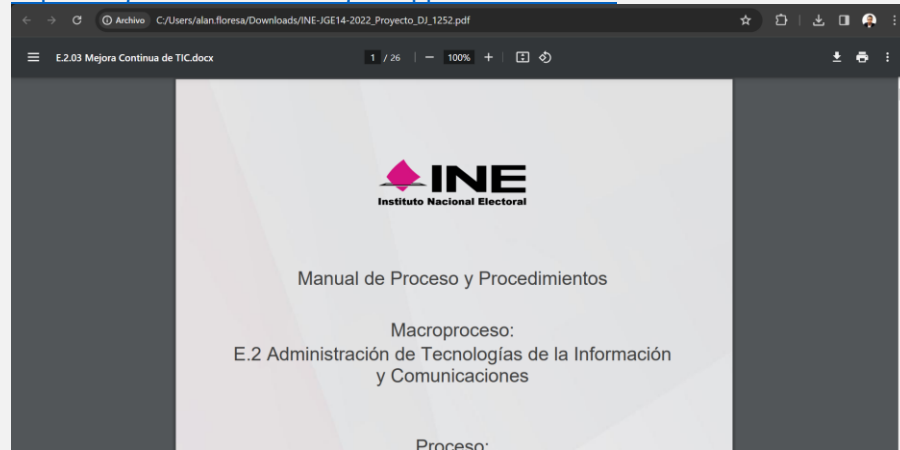 Archivo C:/Users/alan.floresa/Downloads/INE-JGE14-2022_Proyecto_DJ_1252.pdf
E.2.03 Mejora Continua de TIC.docx 1 / 26 | − 100% +
INE
Instituto Nacional Electoral
Manual de Proceso y Procedimientos
Macroproceso:
E.2 Administración de Tecnologías de la Información
y Comunicaciones
Proceso: